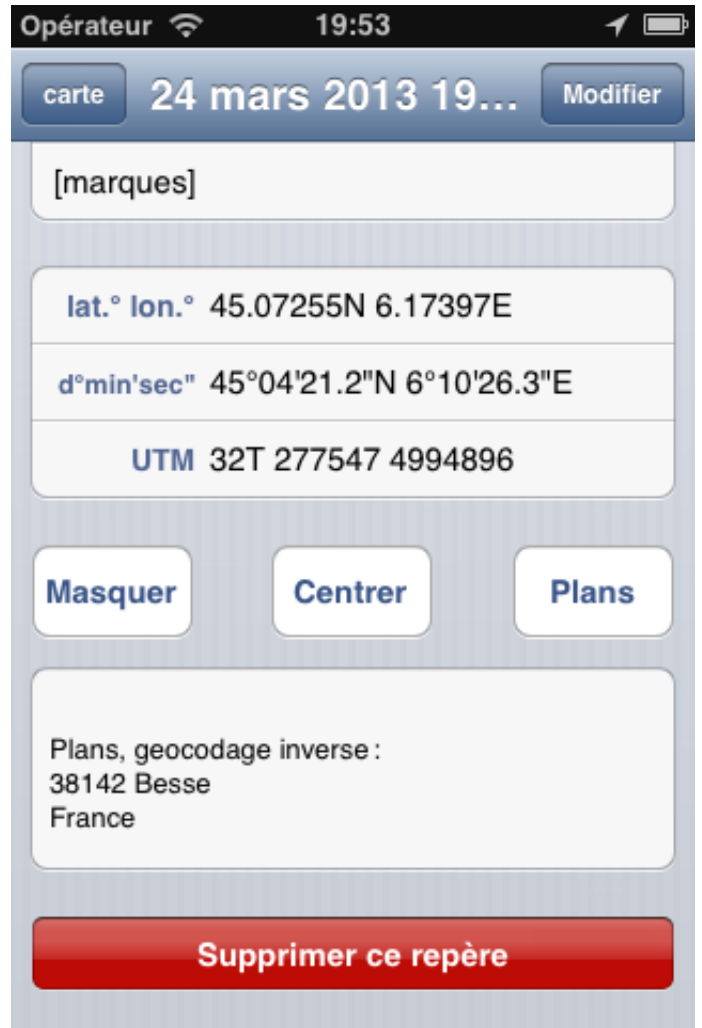 Opérateur 19:53
carte 24 mars 2013 19... Modifier
[marques]
lat.° lon.° 45.07255N 6.17397E
d°min'sec" 45°04'21.2"N 6°10'26.3"E
UTM 32T 277547 4994896
Masquer Centrer Plans
Plans, geocodage inverse :
38142 Besse
France
Supprimer ce repère